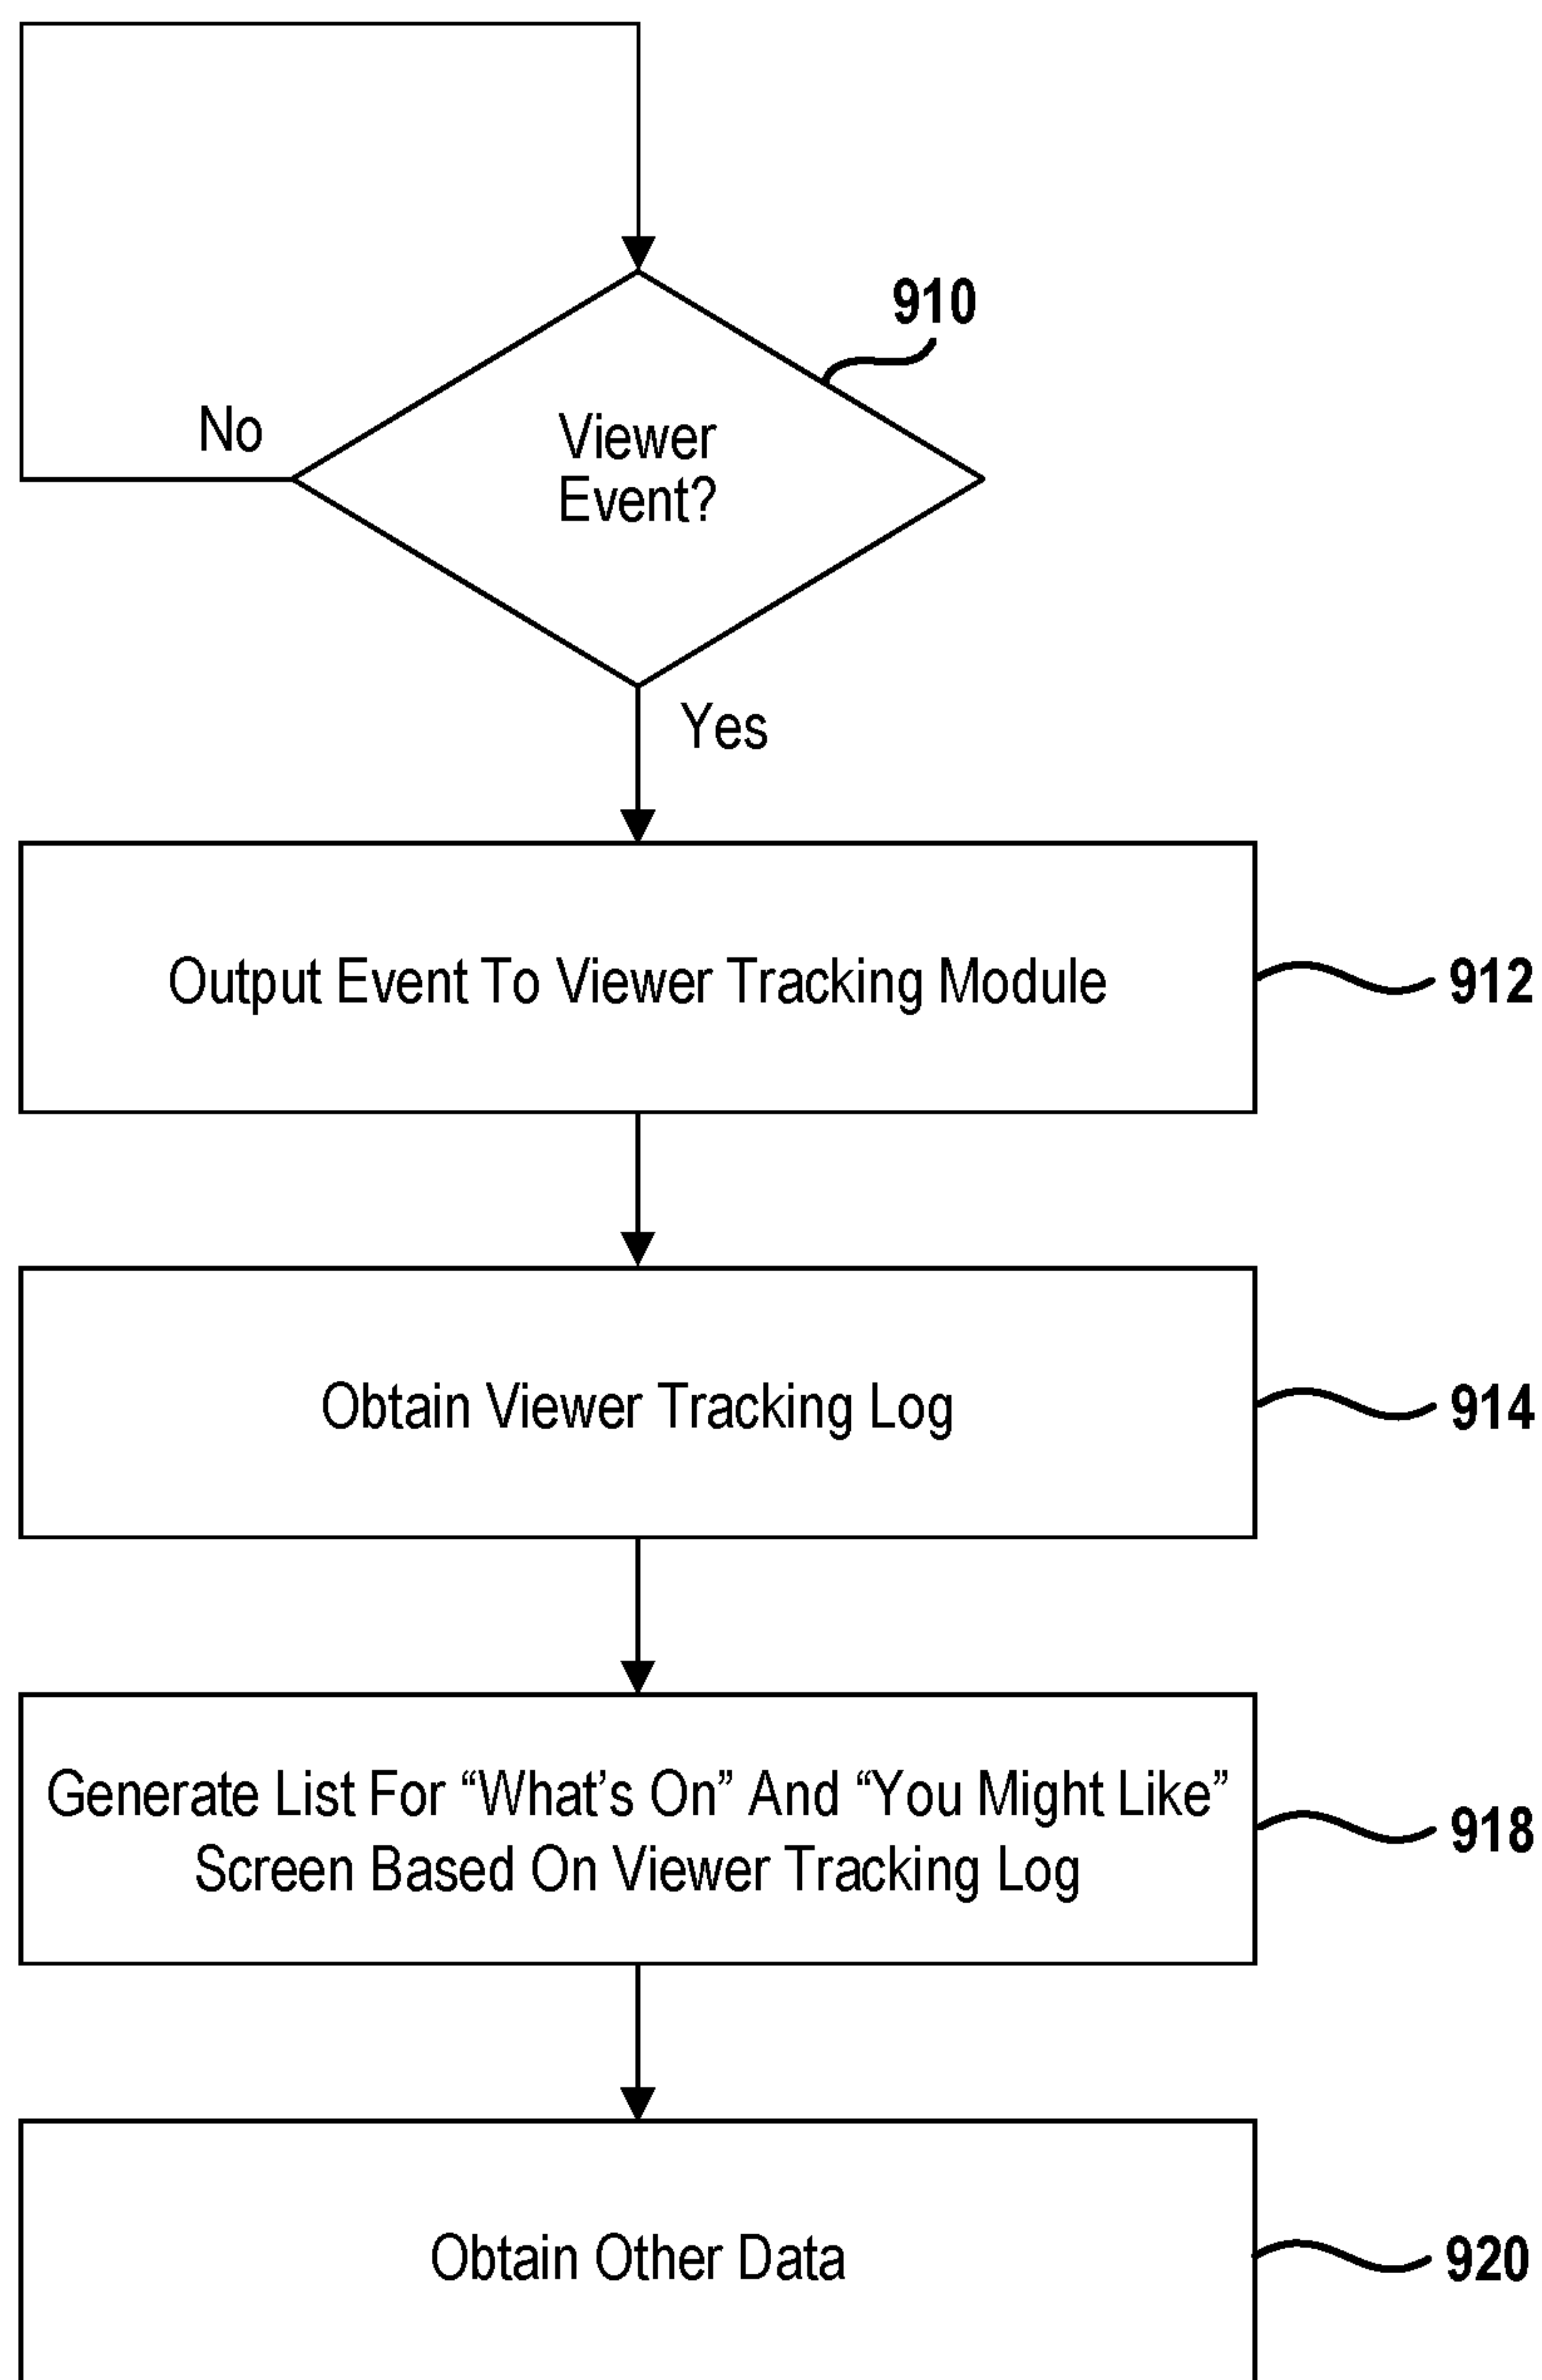 910
No
Viewer
Event?
Yes
Output Event To Viewer Tracking Module
912
Obtain Viewer Tracking Log
914
Generate List For “What’s On” And “You Might Like”
Screen Based On Viewer Tracking Log
918
Obtain Other Data
920